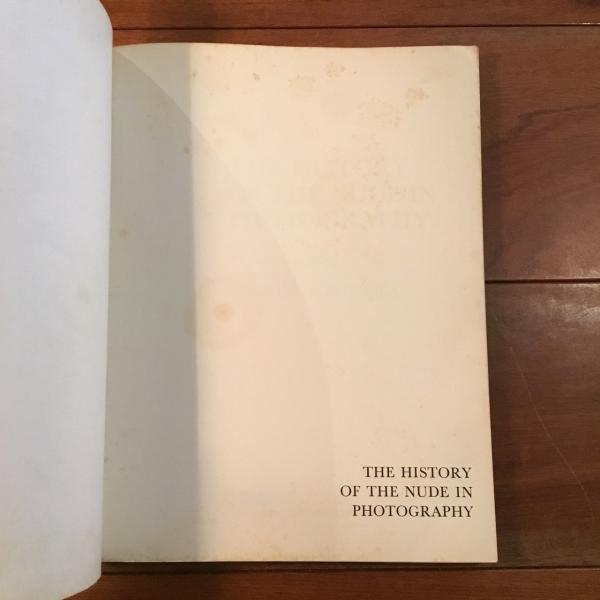 THE HISTORY
OF THE NUDE IN
PHOTOGRAPHY